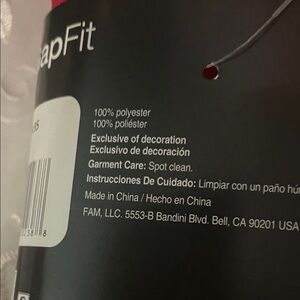 apFit
100% polyester
100% poliéster
Exclusive of decoration
Exclusivo de decoración
Garment Care: Spot clean.
Instrucciones De Cuidado: Limpiar con un paño hú
Made in China / Hecho en China
FAM, LLC. 5553-B Bandini Blvd. Bell, CA 90201 USA